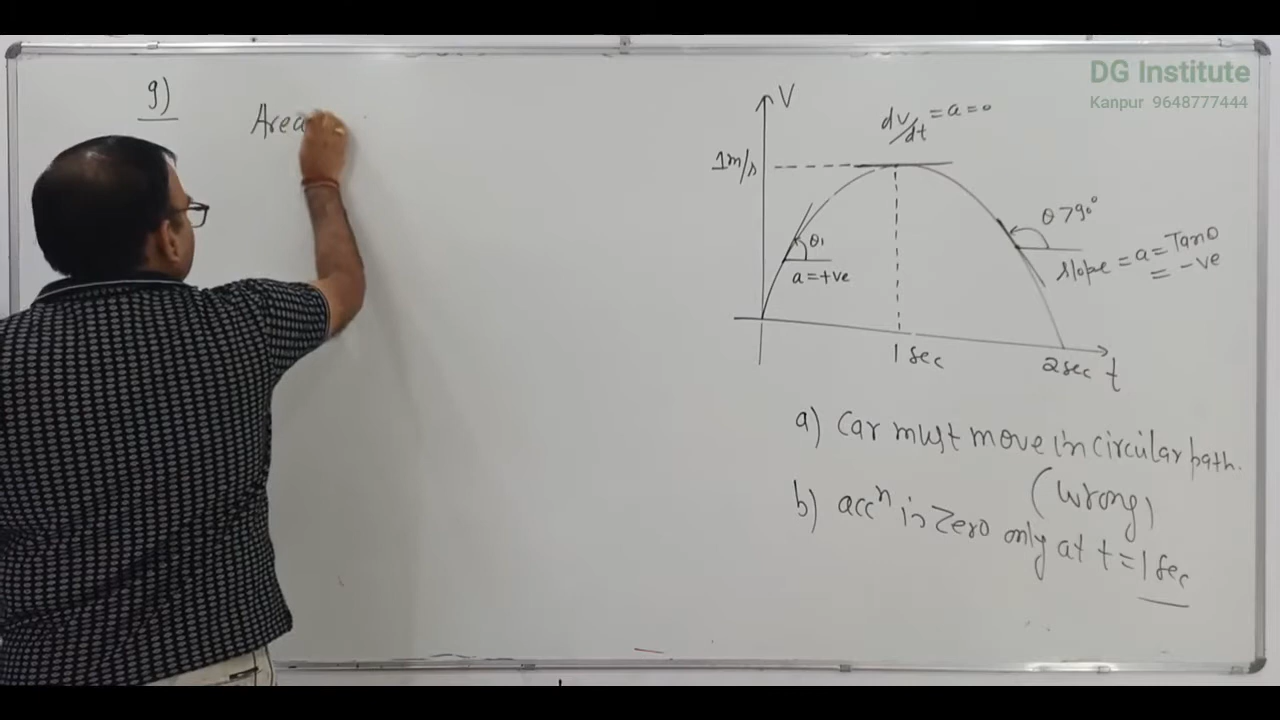 DG Institute
Kanpur 9648777444
9)
Area
V
dv/dt = a = 0
1m/s
θ1
a = +ve
θ > 90°
slope = a = Tanθ
= -ve
1 sec
2 sec t
a) Car must move in circular path.
(wrong)
b) accⁿ is zero only at t = 1 sec